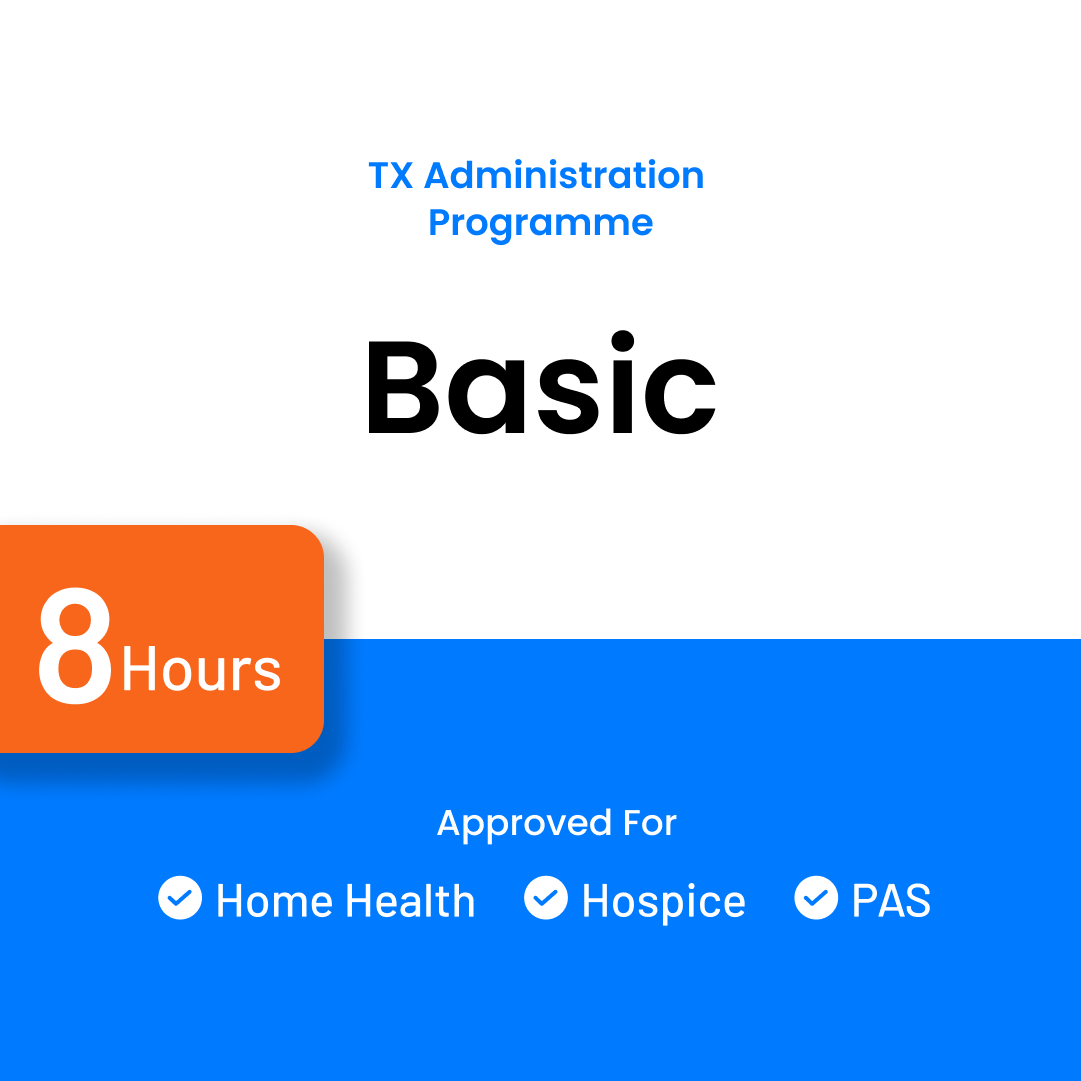 TX Administration
Programme
Basic
8 Hours
Approved For
Home Health Hospice PAS